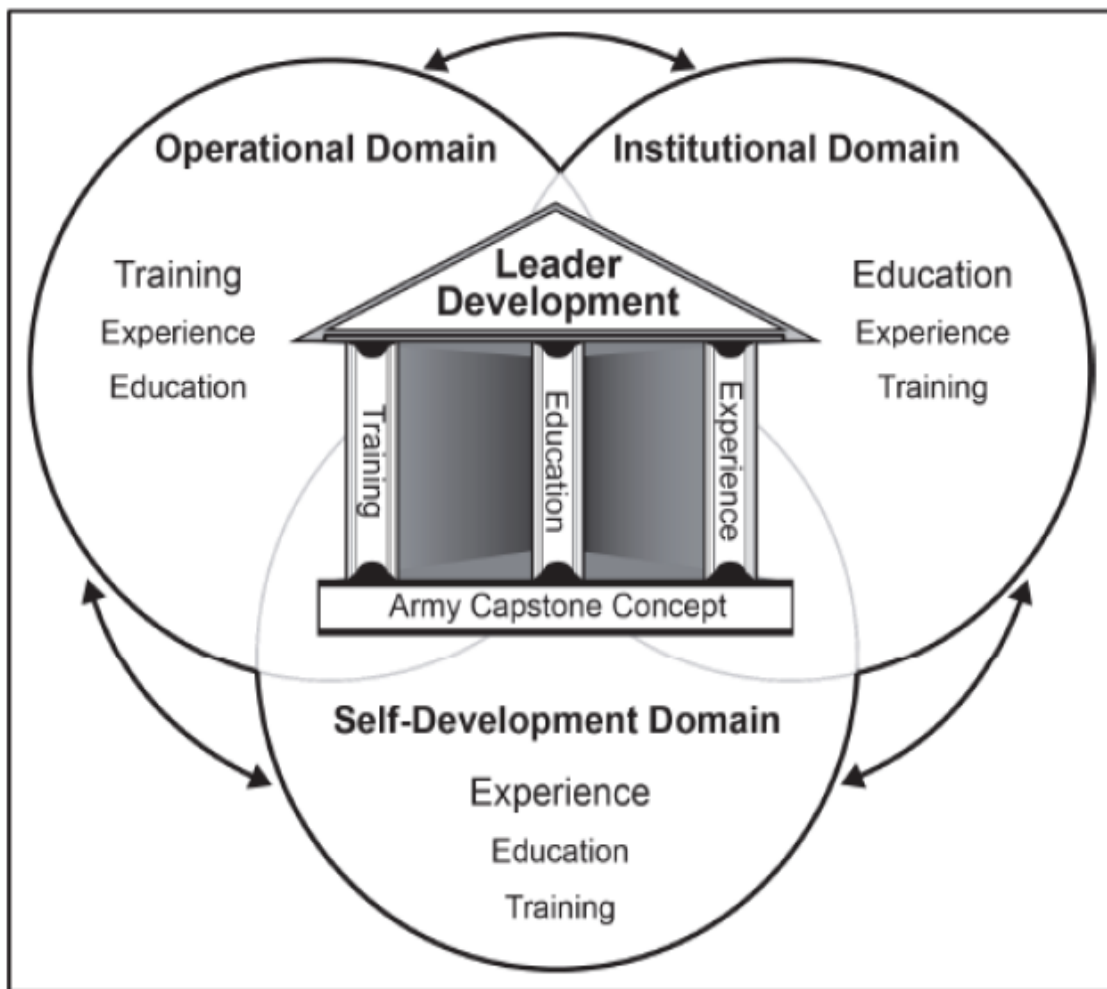 Operational Domain
Institutional Domain
Training
Experience
Education
Leader
Development
Education
Experience
Training
Training
Education
Experience
Army Capstone Concept
Self-Development Domain
Experience
Education
Training